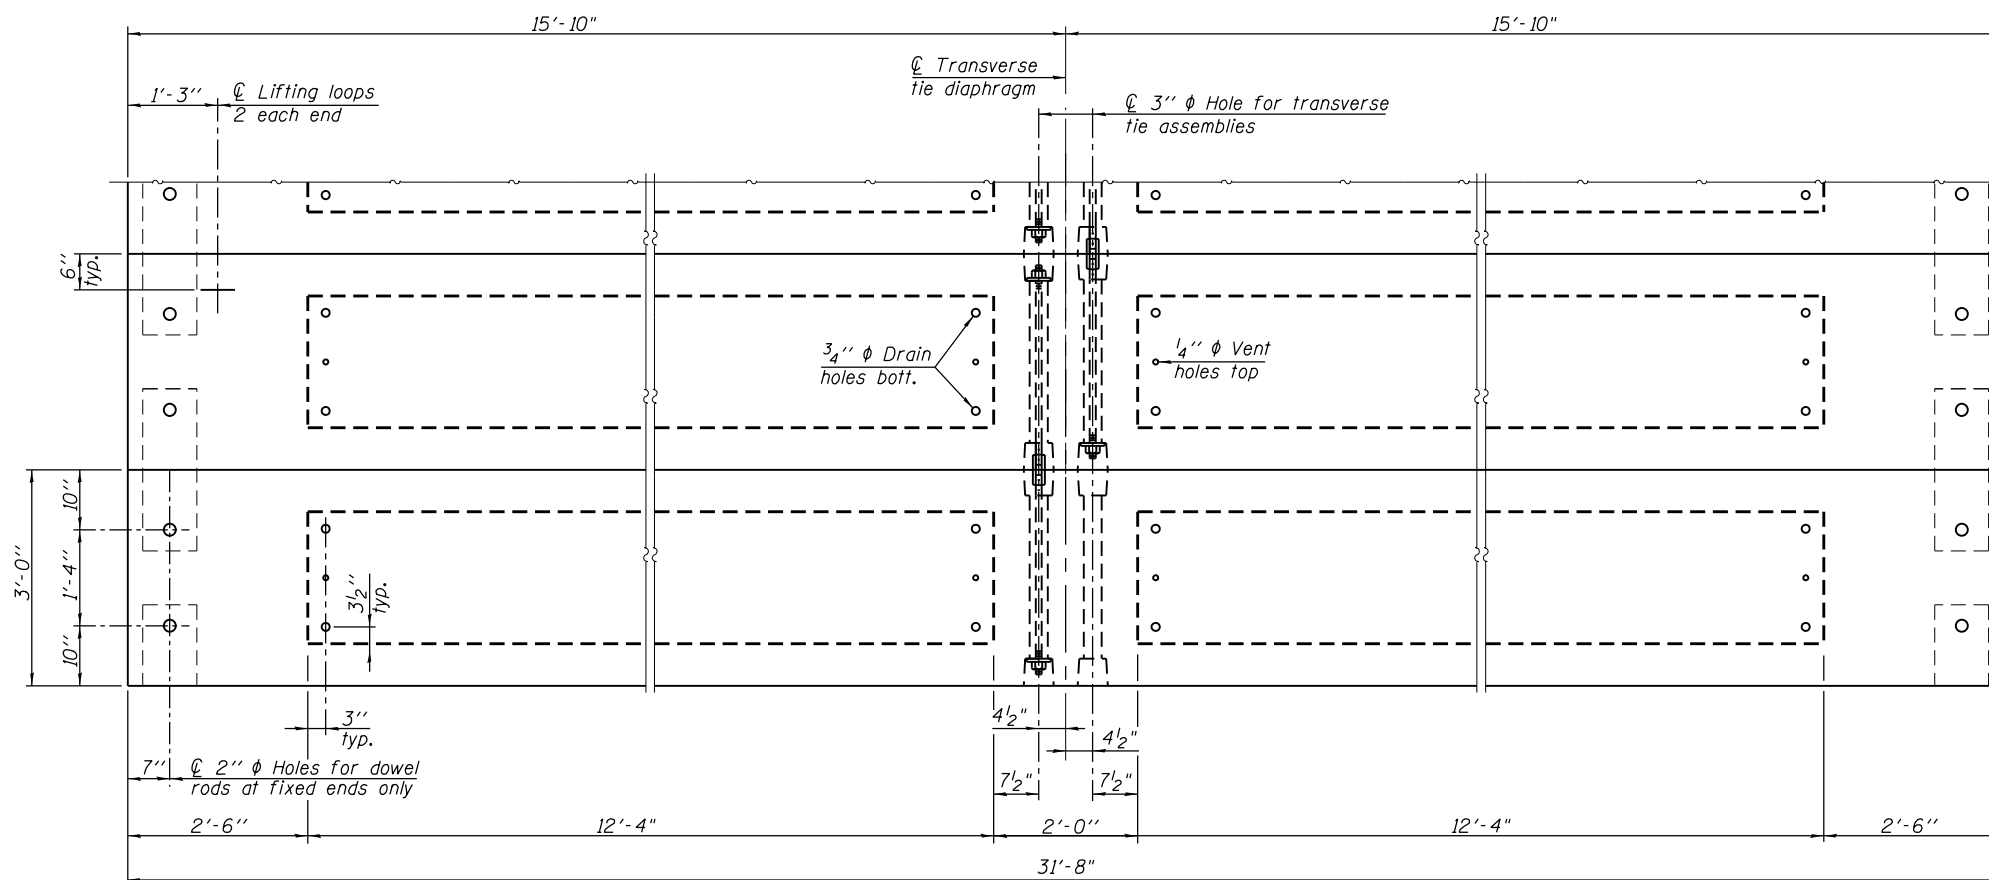 15'-10"
15'-10"
℄ Transverse
tie diaphragm
1'-3"
℄ Lifting loops
2 each end
℄ 3" ϕ Hole for transverse
tie assemblies
6"
typ.
3/4" ϕ Drain
holes bott.
1/4" ϕ Vent
holes top
3'-0"
10"
1'-4"
10"
3 1/2"
typ.
3"
typ.
4 1/2"
4 1/2"
7"
℄ 2" ϕ Holes for dowel
rods at fixed ends only
7 1/2"
7 1/2"
2'-6"
12'-4"
2'-0"
12'-4"
2'-6"
31'-8"